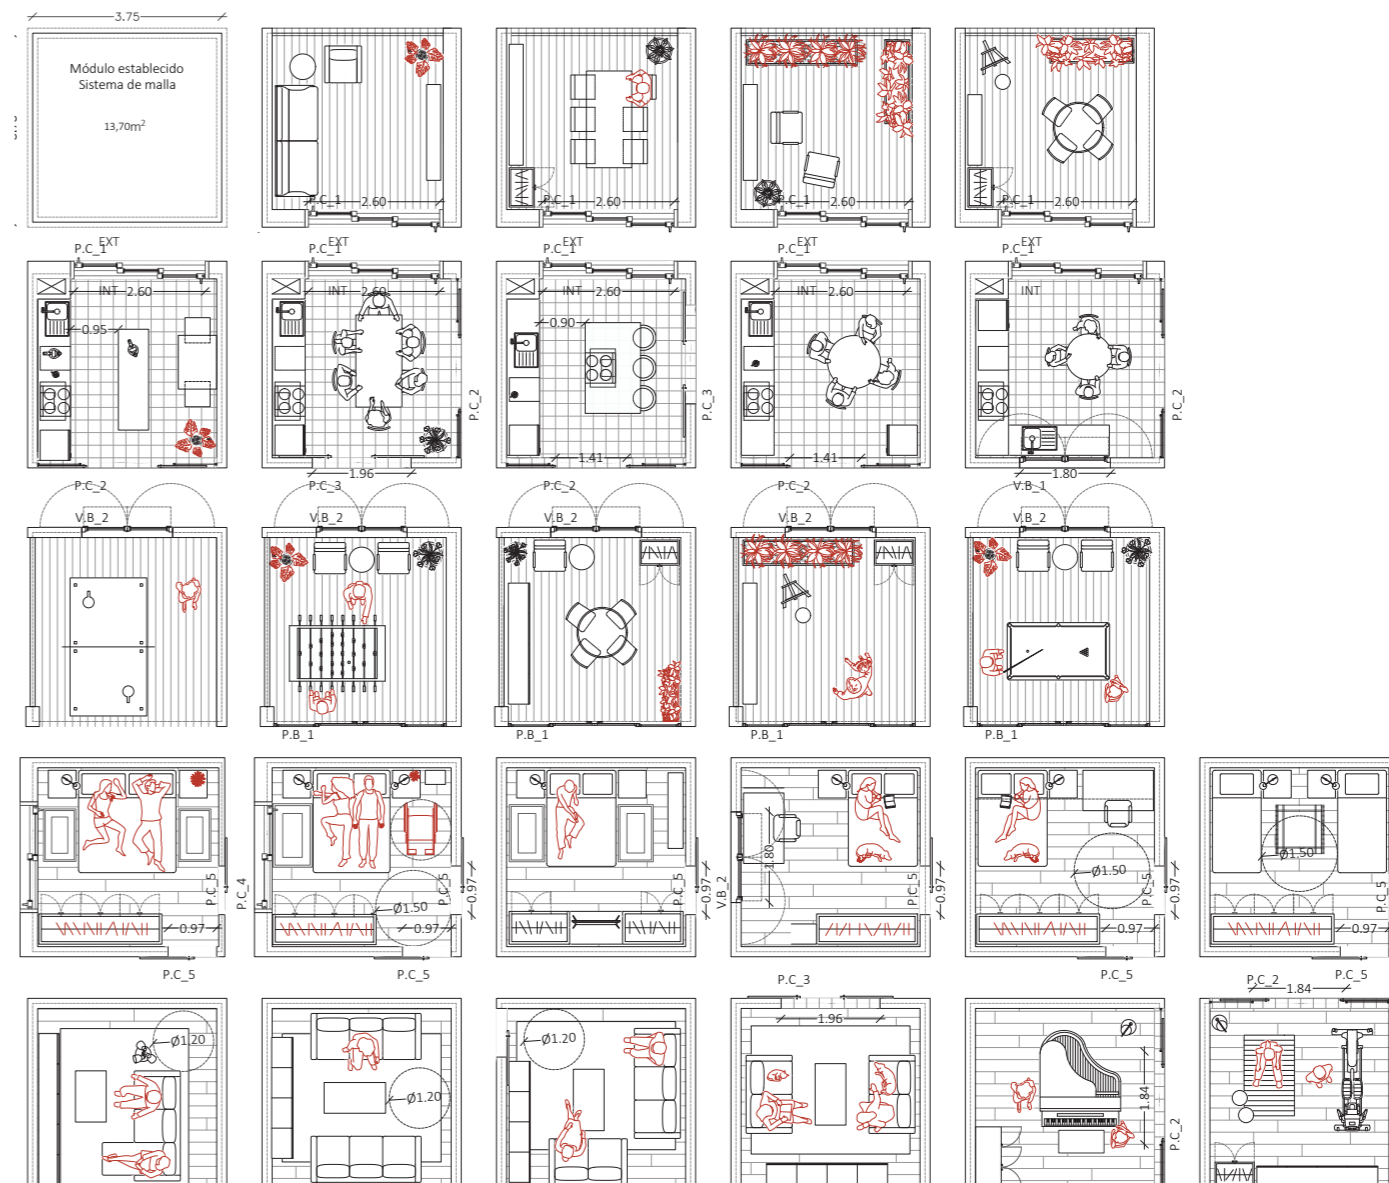 3.75
Módulo establecido
Sistema de malla
13,70m²
P.C_1
2.60
P.C_1
2.60
P.C_1
2.60
P.C_1
2.60
EXT
P.C_1
EXT
P.C_1
EXT
P.C_1
EXT
P.C_1
EXT
P.C_1
INT 2.60
INT 2.60
INT 2.60
INT 2.60
INT
0.95
0.90
P.C_2
P.C_3
P.C_2
1.96
1.41
1.41
1.80
P.C_2
P.C_3
P.C_2
P.C_2
V.B_1
V.B_2
V.B_2
V.B_2
V.B_2
V.B_2
P.B_1
P.B_1
P.B_1
P.B_1
P.C_5
P.C_4
Ø1.50
P.C_5
0.97
P.C_5
0.97
V.B_2
1.80
P.C_5
0.97
Ø1.50
P.C_5
0.97
Ø1.50
P.C_5
0.97
0.97
0.97
0.97
P.C_5
P.C_5
P.C_3
P.C_5
P.C_2
P.C_5
1.84
Ø1.20
Ø1.20
Ø1.20
1.96
1.84
P.C_2